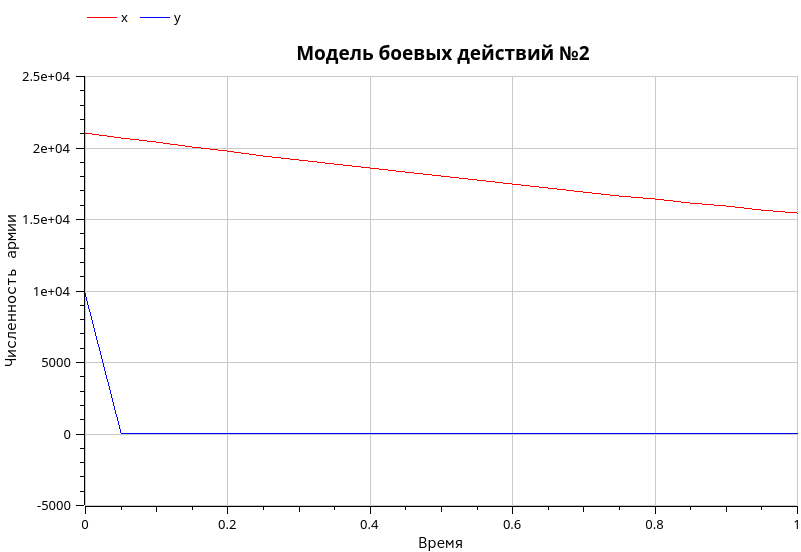 x y
Модель боевых действий №2
2.5e+04
2e+04
1.5e+04
1e+04
5000
0
-5000
Численность армии
0 0.2 0.4 0.6 0.8 1
Время